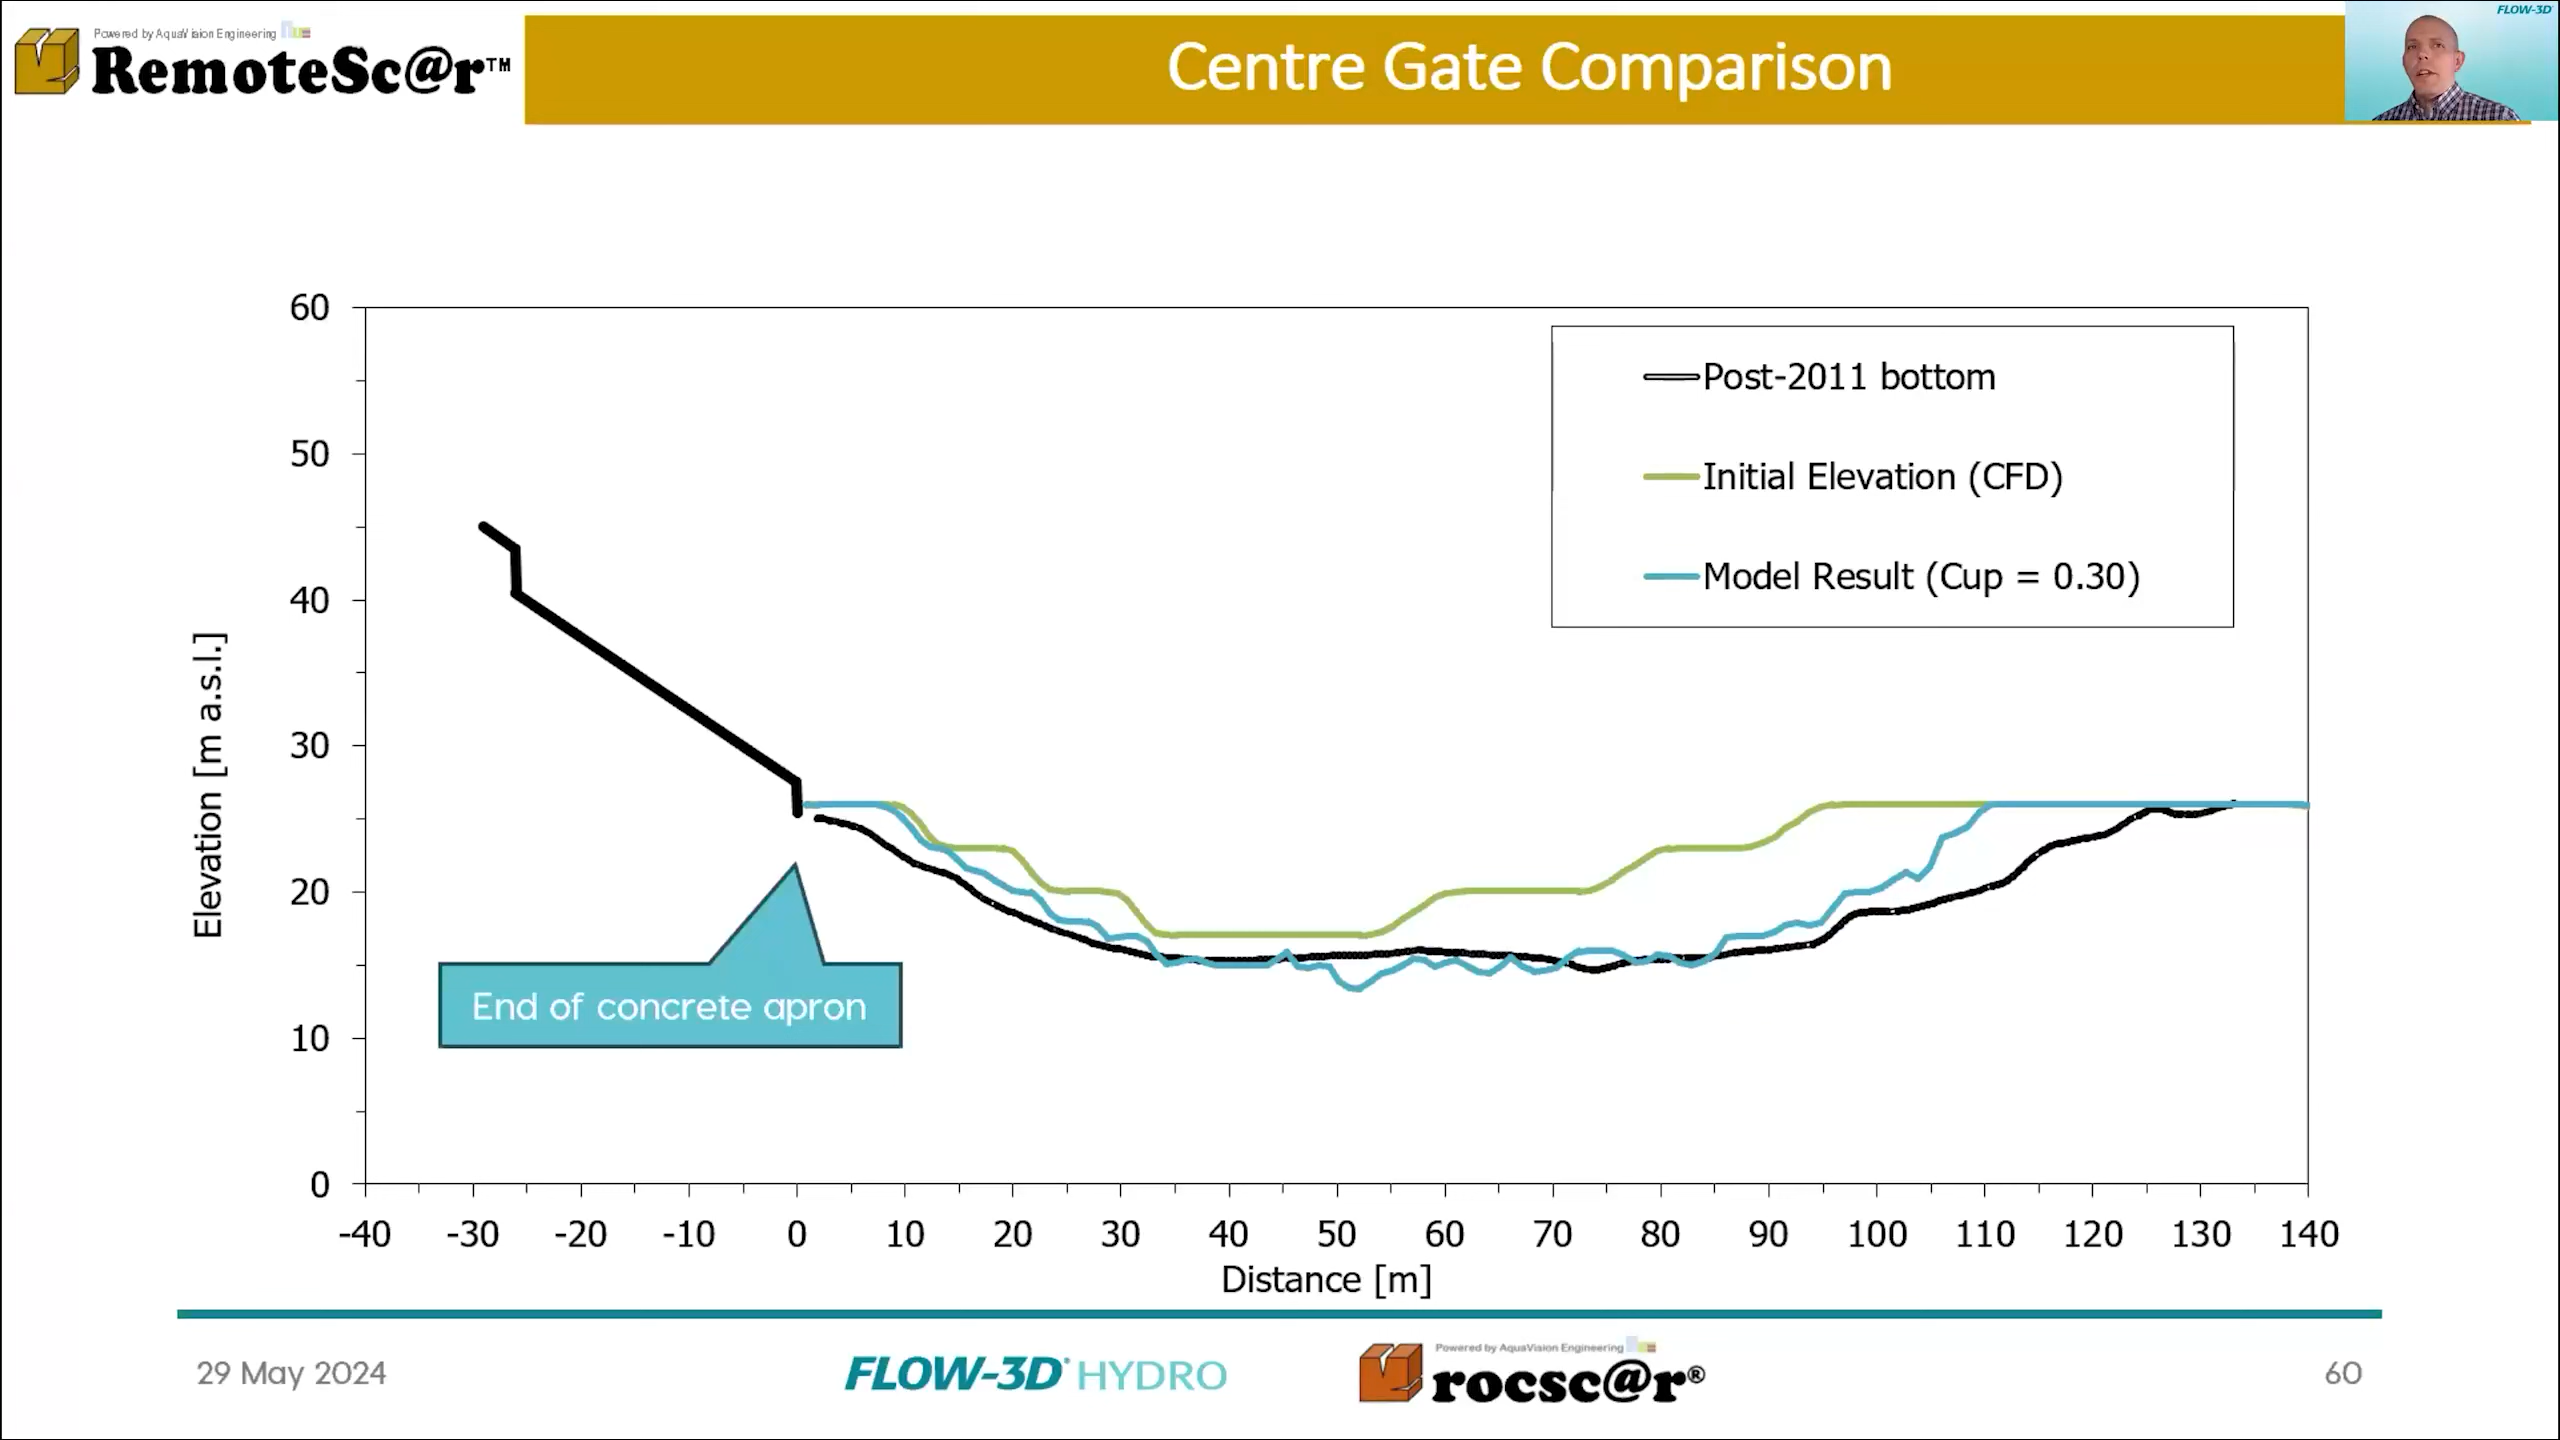 Powered by AquaVision Engineering
RemoteSc@r™
Centre Gate Comparison
FLOW-3D
60
50
40
30
20
10
0
Elevation [m a.s.l.]
Post-2011 bottom
Initial Elevation (CFD)
Model Result (Cup = 0.30)
End of concrete apron
-40 -30 -20 -10 0 10 20 30 40 50 60 70 80 90 100 110 120 130 140
Distance [m]
29 May 2024
FLOW-3D® HYDRO
Powered by AquaVision Engineering
rocsc@r®
60